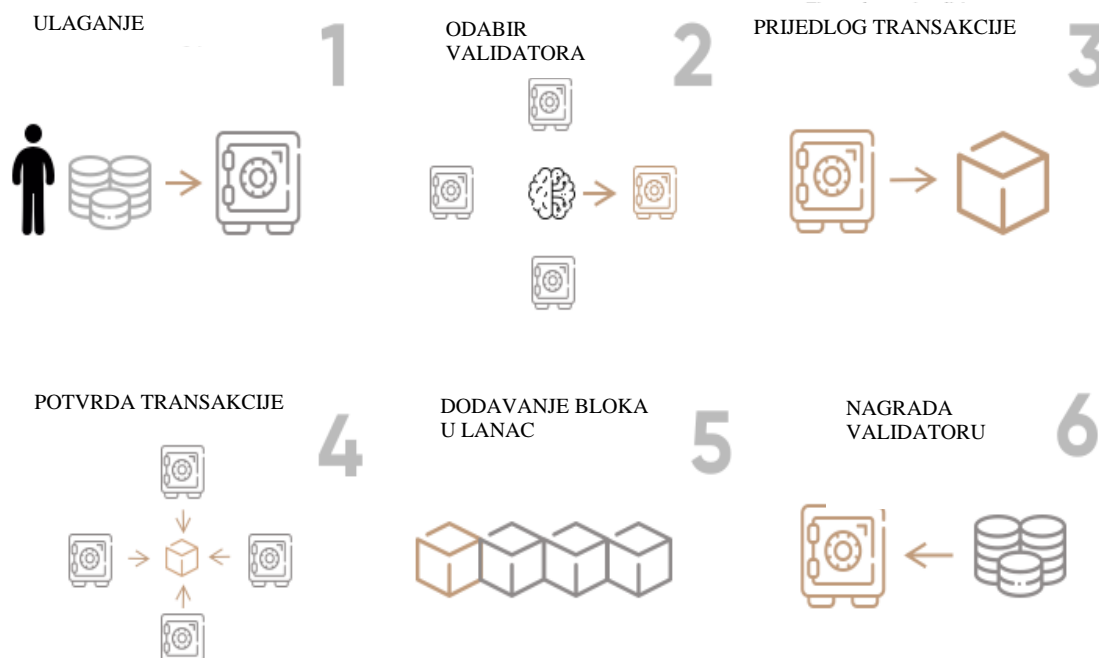 ULAGANJE
1
ODABIR
VALIDATORA
2
PRIJEDLOG TRANSAKCIJE
3
POTVRDA TRANSAKCIJE
4
DODAVANJE BLOKA
U LANAC
5
NAGRADA
VALIDATORU
6